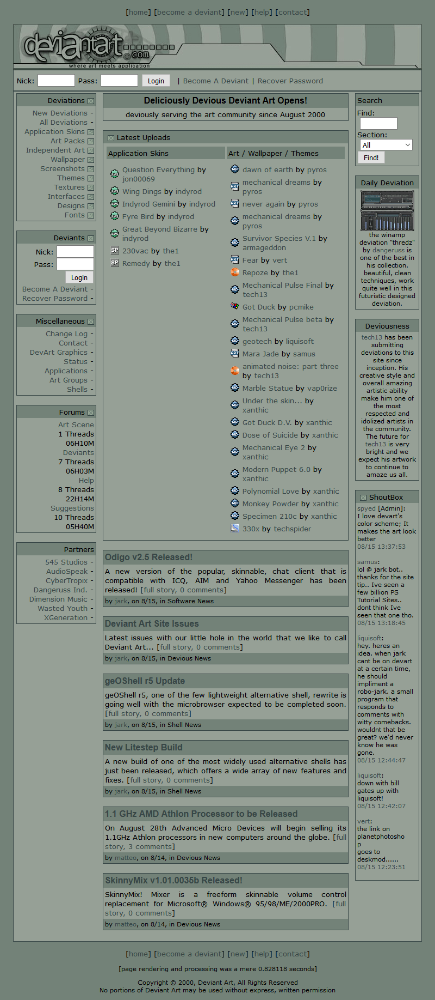 [home] [become a deviant] [new] [help] [contact]
deviantart
.com
where art meets application
Nick: Pass: Login | Become A Deviant | Recover Password
Deviations
New Deviations -
All Deviations -
Application Skins
Art Packs
Independent Art
Wallpaper
Screenshots
Themes
Textures
Interfaces
Designs
Fonts
Deviants
Nick:
Pass:
Login
Become A Deviant -
Recover Password -
Miscellaneous
Change Log -
Contact -
DevArt Graphics -
Status -
Applications -
Art Groups -
Shells -
Forums
Art Scene
1 Threads
06H10M
Deviants
7 Threads
06H03M
Help
8 Threads
22H14M
Suggestions
10 Threads
05H40M
Partners
545 Studios -
AudioSpeak -
CyberTropix -
Dangeruss Ind. -
Dimension Music -
Wasted Youth -
XGeneration -
Deliciously Devious Deviant Art Opens!
deviously serving the art community since August 2000
Latest Uploads
Application Skins
AVS Question Everything by
jon00069
AVS Wing Dings by indyrod
AVS Indyrod Gemini by indyrod
AVS Fyre Bird by indyrod
AVS Great Beyond Bizarre by
indyrod
SP 230vac by the1
SP Remedy by the1
Art / Wallpaper / Themes
WP dawn of earth by pyros
ART mechanical dreams by
pyros
ART never again by pyros
WP mechanical dreams by
pyros
WP Survivor Species V.1 by
armageddon
ART Fear by vert
Repoze by the1
WP Mechanical Pulse Final by
tech13
Got Duck by pcmike
WP Mechanical Pulse beta by
tech13
WP geotech by liquisoft
ART Mara Jade by samus
animated noise: part three
by tech13
WP Marble Statue by vap0rize
WP Under the skin... by
xanthic
WP Got Duck D.V. by xanthic
WP Dose of Suicide by xanthic
WP Mechanical Eye 2 by
xanthic
WP Modern Puppet 6.0 by
xanthic
WP Polynomial Love by xanthic
WP Monkey Powder by xanthic
WP Specimen 210c by xanthic
330x by techspider
Odigo v2.5 Released!
A new version of the popular, skinnable, chat client that is
compatible with ICQ, AIM and Yahoo Messenger has been
released! [full story, 0 comments]
by jark, on 8/15, in Software News
Deviant Art Site Issues
Latest issues with our little hole in the world that we like to call
Deviant Art... [full story, 0 comments]
by jark, on 8/15, in Devious News
geOShell r5 Update
geOShell r5, one of the few lightweight alternative shell, rewrite is
going well with the microbrowser expected to be completed soon.
[full story, 0 comments]
by jark, on 8/15, in Shell News
New Litestep Build
A new build of one of the most widely used alternative shells has
just been released, which offers a wide array of new features and
fixes. [full story, 0 comments]
by jark, on 8/15, in Shell News
1.1 GHz AMD Athlon Processor to be Released
On August 28th Advanced Micro Devices will begin selling its
1.1GHz Athlon processors in new computers around the globe. [full
story, 3 comments]
by matteo, on 8/14, in Devious News
SkinnyMix v1.01.0035b Released!
SkinnyMix! Mixer is a freeform skinnable volume control
replacement for Microsoft® Windows® 95/98/ME/2000PRO. [full
story, 0 comments]
by matteo, on 8/14, in Devious News
Search
Find:
Section:
All
Find!
Daily Deviation
the winamp
deviation "thredz"
by dangeruss is
one of the best in
his collection.
beautiful, clean
techniques, work
quite well in this
futuristic designed
deviation.
Deviousness
tech13 has been
submitting
deviations to this
site since
inception. His
creative style and
overall amazing
artistic ability
make him one of
the most
respected and
idolized artists in
the community.
The future for
tech13 is very
bright and we
expect his artwork
to continue to
amaze us all.
ShoutBox
spyed [Admin]:
I love devart's
color scheme; It
makes the art look
better
08/15 13:37:53
samus:
lol @ jark bot..
thanks for the site
tip.. Ive seen a
few billion PS
Tutorial Sites..
dont think Ive
seen that one tho.
08/15 13:18:45
liquisoft:
hey. heres an
idea. when jark
cant be on devart
at a certain time,
he should
impliment a
robo-jark. a small
program that
responds to
comments with
witty comebacks.
wouldnt that be
great? we'd never
know he was
gone.
08/15 12:44:47
liquisoft:
down with bill
gates up with
liquisoft!
08/15 12:42:07
vert:
the link on
planetphotosho
p
goes to
deskmod......
08/15 12:23:51
[home] [become a deviant] [new] [help] [contact]
[page rendering and processing was a mere 0.828118 seconds]
Copyright © 2000, Deviant Art, All Rights Reserved
No portions of Deviant Art may be used without express, written permission